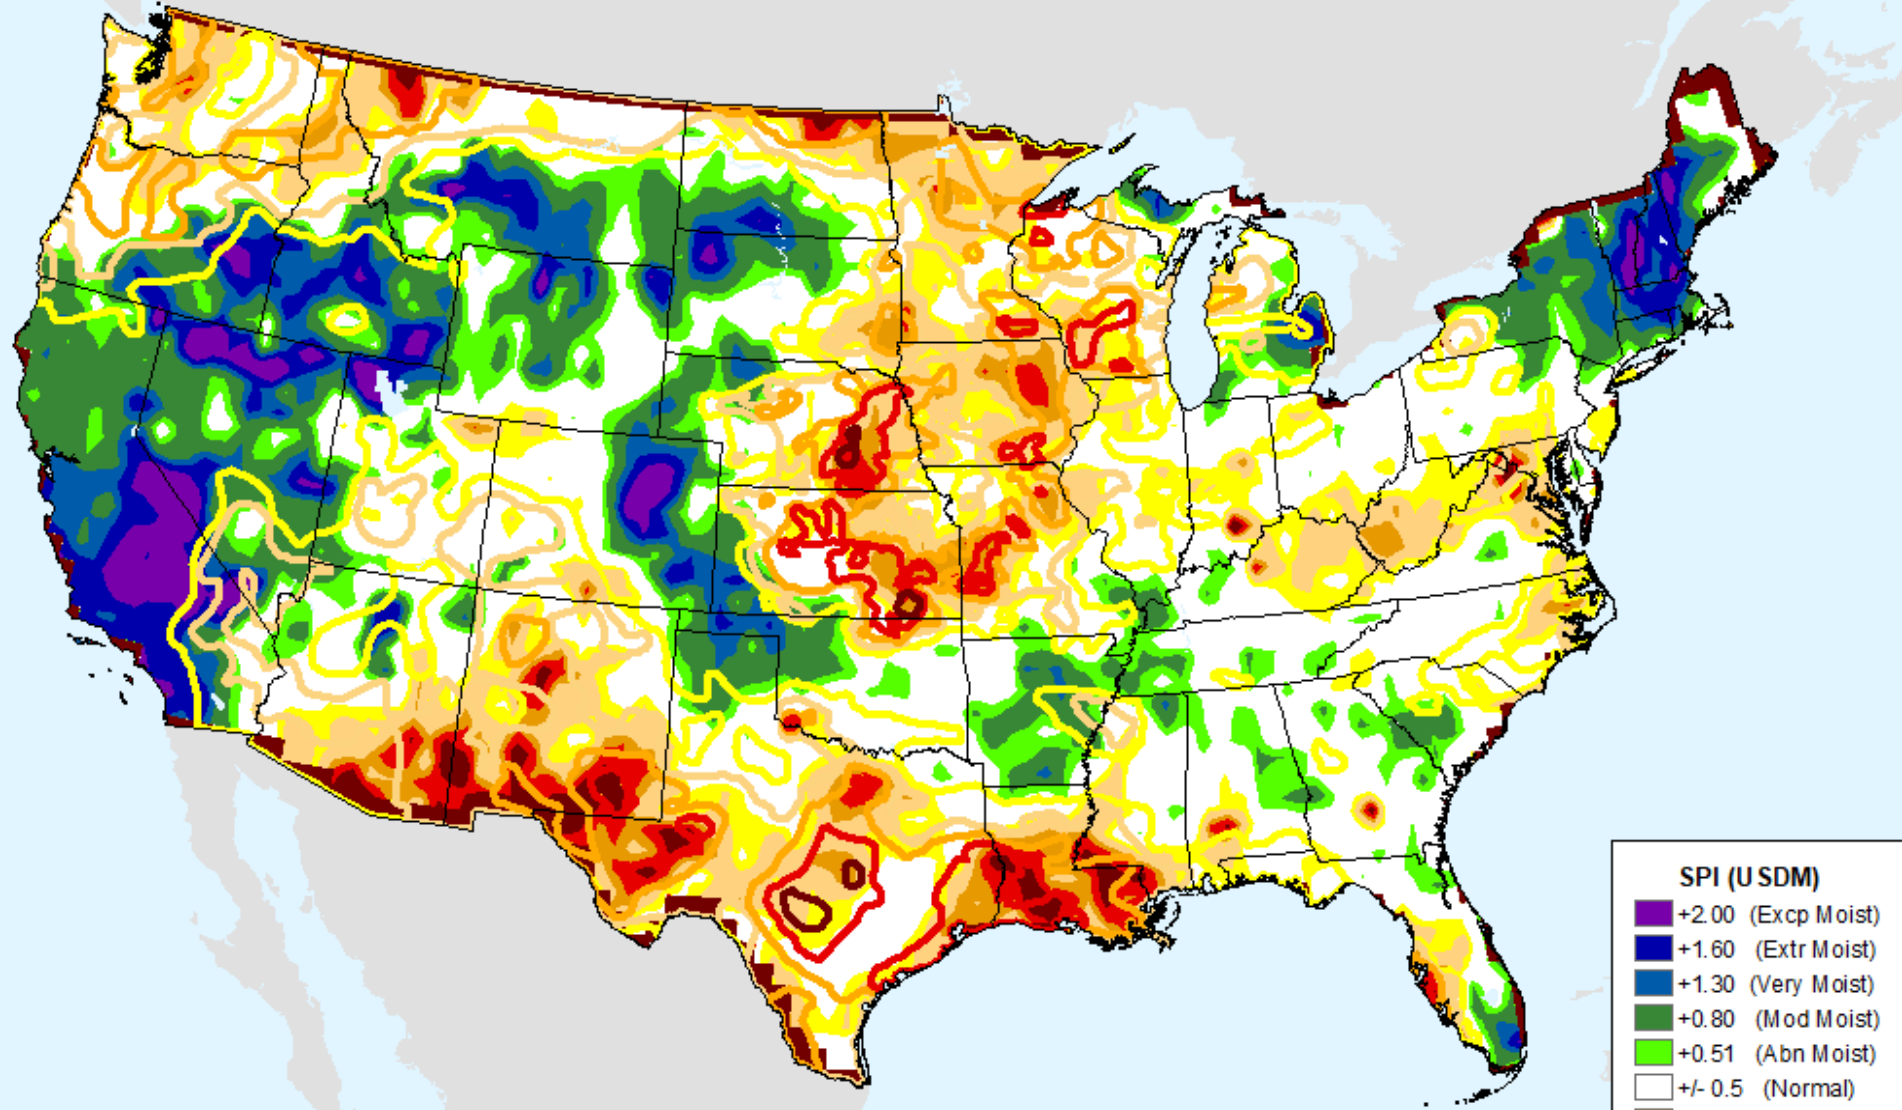 SPI (USDM)
+2.00 (Excp Moist)
+1.60 (Extr Moist)
+1.30 (Very Moist)
+0.80 (Mod Moist)
+0.51 (Abn Moist)
+/- 0.5 (Normal)